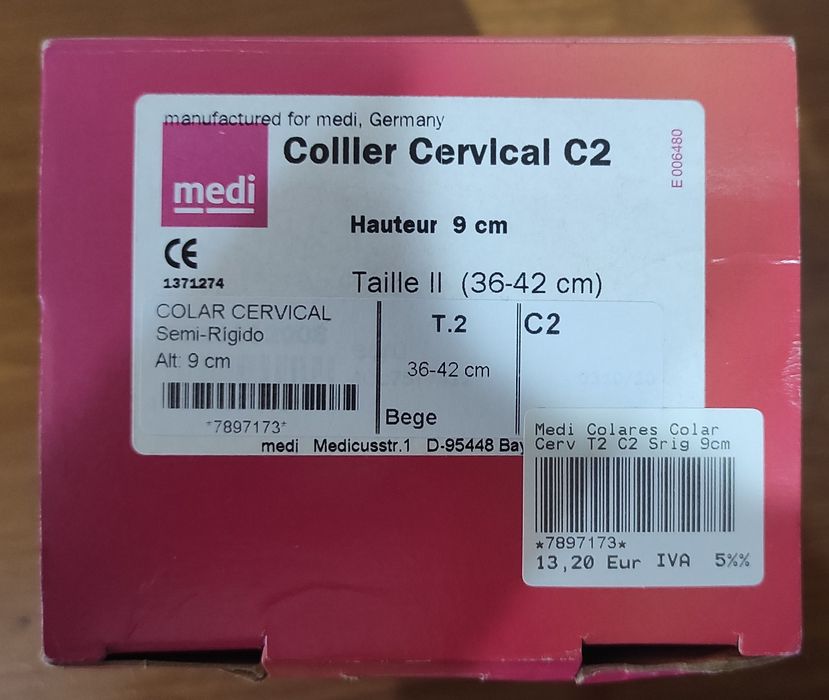 manufactured for medi, Germany
medi
Collier Cervical C2
E 006480
Hauteur 9 cm
CE
1371274
Taille II (36-42 cm)
COLAR CERVICAL
Semi-Rígido
Alt: 9 cm
*7897173*
T.2
36-42 cm
Bege
C2
medi Medicusstr.1 D-95448 Bay
Medi Colares Colar
Cerv T2 C2 Srig 9cm
*7897173*
13,20 Eur IVA 5%%